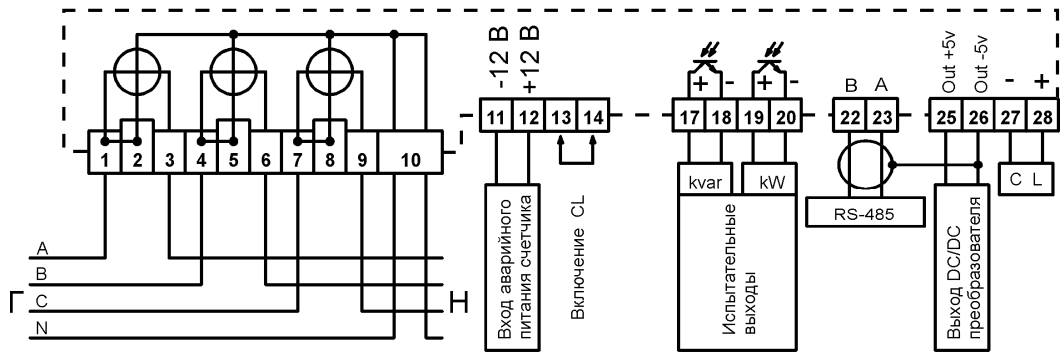 -12 В
+12 В
Out +5v
Out -5v
-
+
+ -
+ -
B A
1 2 3 4 5 6 7 8 9 10
11 12 13 14
17 18 19 20
22 23
25 26 27 28
kvar
kW
C L
RS-485
A
B
C
N
Г
Н
Вход аварийного
питания счетчика
Включение CL
Испытательные
выходы
Выход DC/DC
преобразователя